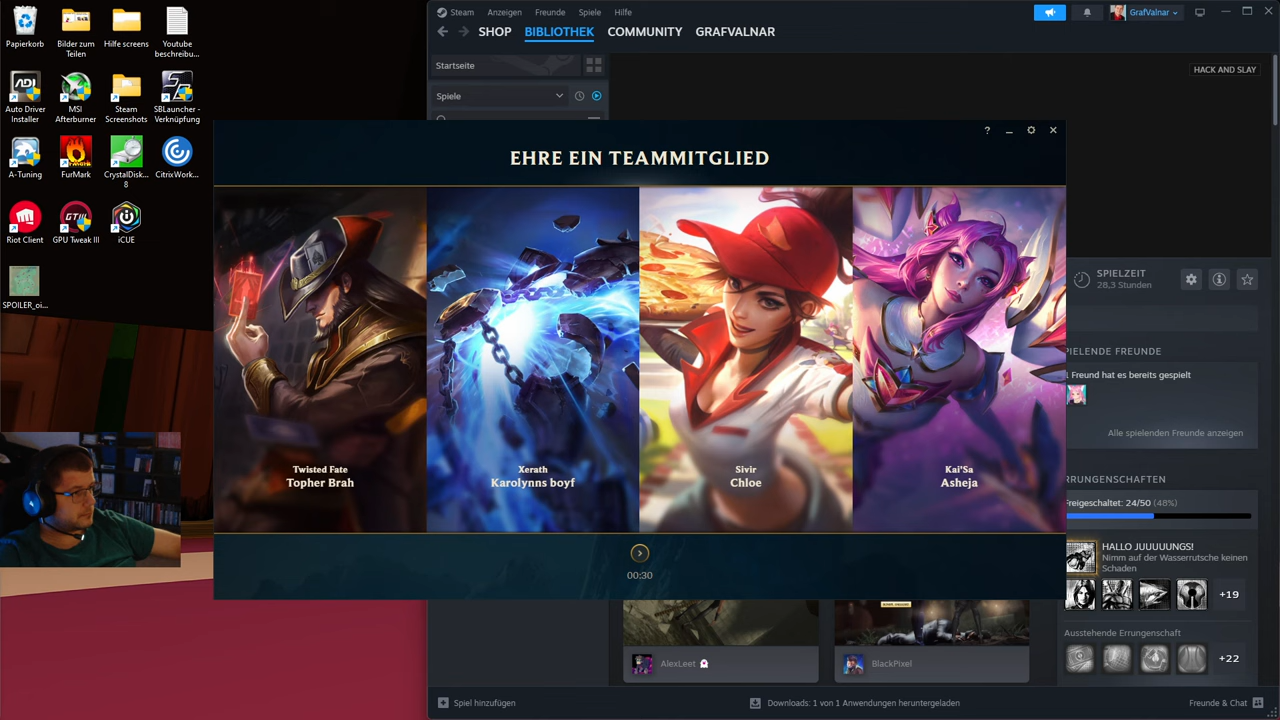 Papierkorb
Bilder zum
Teilen
Hilfe screens
Youtube
beschreibu...
Auto Driver
Installer
MSI
Afterburner
Steam
Screenshots
SBLauncher -
Verknüpfung
A-Tuning
FurMark
CrystalDisk...
8
CitrixWork...
Riot Client
GPU Tweak III
iCUE
SPOILER_oi...
Steam
Anzeigen
Freunde
Spiele
Hilfe
GrafValnar
SHOP
BIBLIOTHEK
COMMUNITY
GRAFVALNAR
Startseite
HACK AND SLAY
Spiele
EHRE EIN TEAMMITGLIED
Twisted Fate
Topher Brah
Xerath
Karolynns boyf
Sivir
Chloe
Kai'Sa
Asheja
00:30
SPIELZEIT
28,3 Stunden
PIELENDE FREUNDE
1 Freund hat es bereits gespielt
Alle spielenden Freunde anzeigen
RRUNGENSCHAFTEN
Freigeschaltet: 24/50 (48%)
HALLO JUUUUUNGS!
Nimm auf der Wasserrutsche keinen
Schaden
+19
Ausstehende Errungenschaft
+22
AlexLeet
BlackPixel
Spiel hinzufügen
Downloads: 1 von 1 Anwendungen heruntergeladen
Freunde & Chat